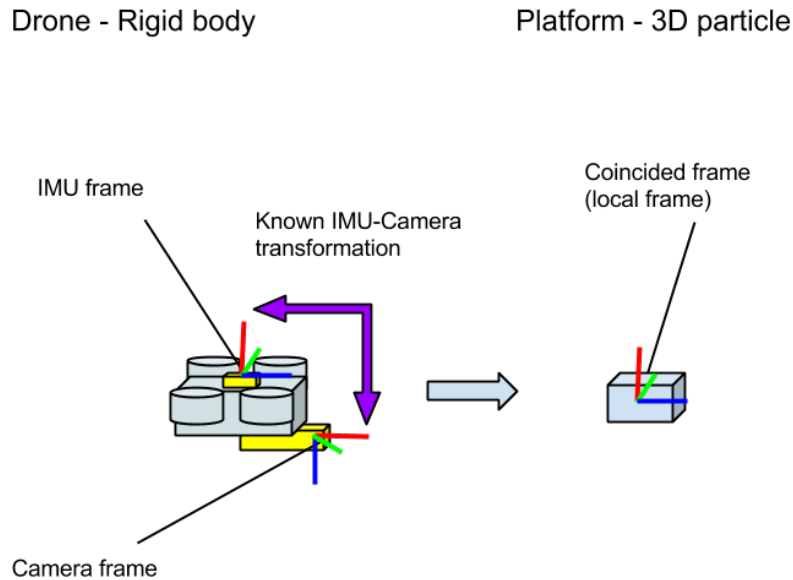 Drone - Rigid body
Platform - 3D particle
IMU frame
Known IMU-Camera
transformation
Coincided frame
(local frame)
Camera frame